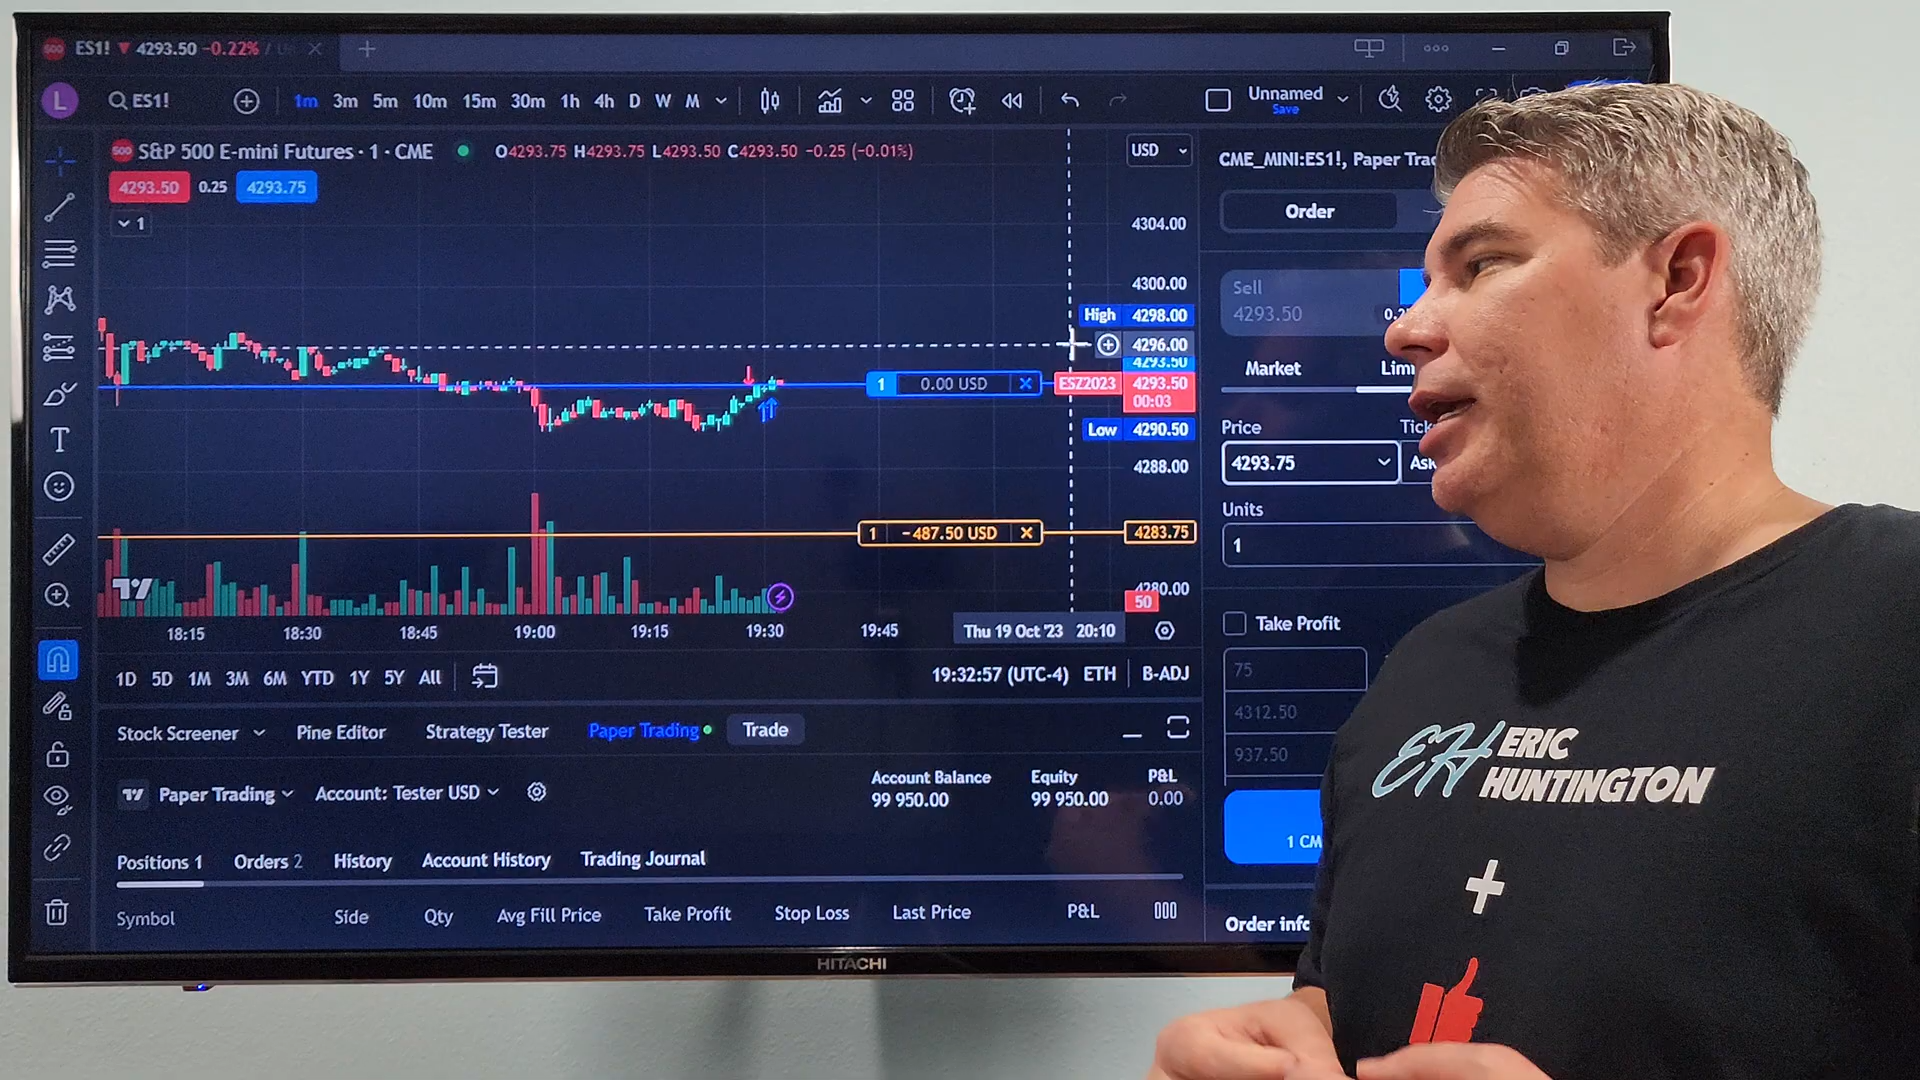 ES1! ▼ 4293.50 −0.22% /
L ES1! 1m 3m 5m 10m 15m 30m 1h 4h D W M Unnamed
Save
500 S&P 500 E-mini Futures · 1 · CME O4293.75 H4293.75 L4293.50 C4293.50 −0.25 (−0.01%)
USD
4293.50 0.25 4293.75
1
4304.00
4300.00
High 4298.00
4296.00
4293.50
1 0.00 USD ESZ2023 4293.50
00:03
Low 4290.50
4288.00
1 −487.50 USD 4283.75
4280.00
50
18:15 18:30 18:45 19:00 19:15 19:30 19:45 Thu 19 Oct '23 20:10
1D 5D 1M 3M 6M YTD 1Y 5Y All 19:32:57 (UTC-4) ETH B-ADJ
Stock Screener Pine Editor Strategy Tester Paper Trading Trade
Paper Trading Account: Tester USD
Account Balance Equity P&L
99 950.00 99 950.00 0.00
Positions 1 Orders 2 History Account History Trading Journal
Symbol Side Qty Avg Fill Price Take Profit Stop Loss Last Price P&L
CME_MINI:ES1!, Paper Trad
Order
Sell
4293.50
Market
Price
4293.75
Units
1
Take Profit
75
4312.50
937.50
1 CM
Order info
HITACHI
EH ERIC
HUNTINGTON
+